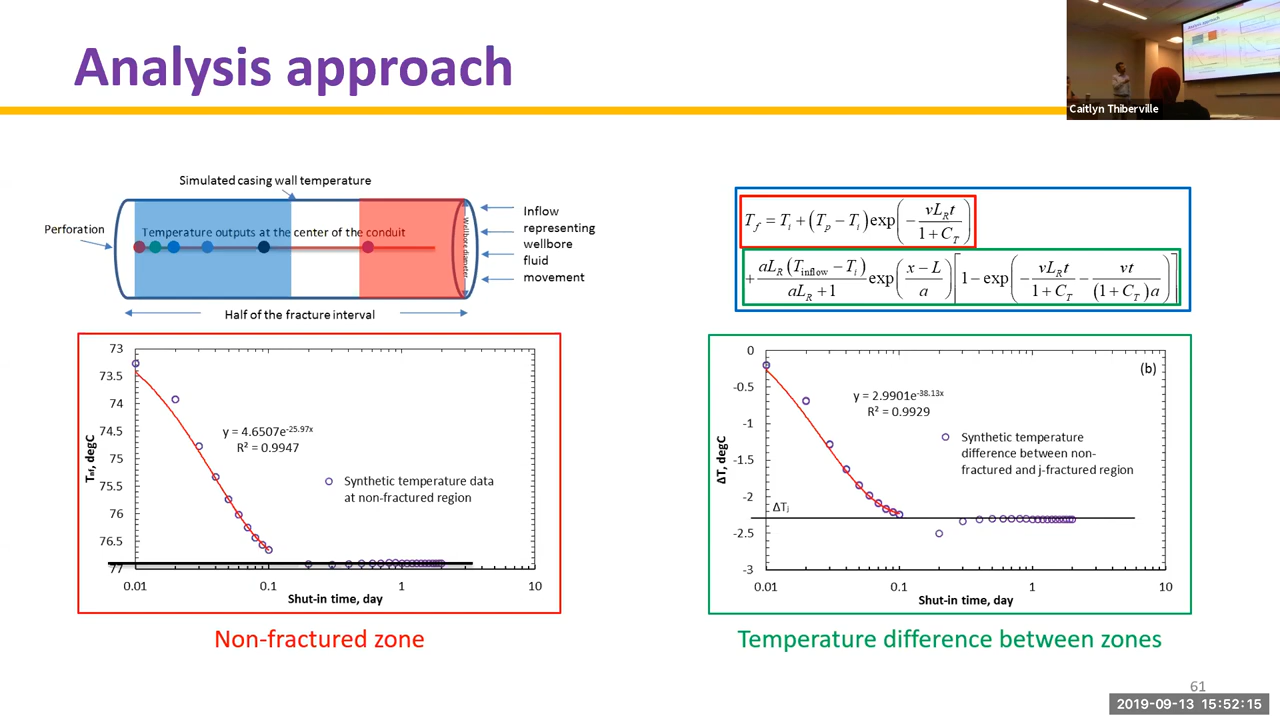 Analysis approach
Caitlyn Thiberville
Simulated casing wall temperature
Perforation
Temperature outputs at the center of the conduit
Wellbore diameter
Inflow
representing
wellbore
fluid
movement
Half of the fracture interval
T_f = T_i + (T_p − T_i) exp(− vL_R t / 1 + C_T)
+ aL_R (T_inflow − T_i) / aL_R + 1 exp(x − L / a) [1 − exp(− vL_R t / 1 + C_T − vt / (1 + C_T) a)]
73
73.5
74
74.5
75
75.5
76
76.5
77
T_nf, degC
y = 4.6507e^-25.97x
R² = 0.9947
Synthetic temperature data
at non-fractured region
0.01
0.1
1
10
Shut-in time, day
Non-fractured zone
0
-0.5
-1
-1.5
-2
-2.5
-3
ΔT, degC
(b)
y = 2.9901e^-38.13x
R² = 0.9929
Synthetic temperature
difference between non-
fractured and j-fractured region
ΔT_j
0.01
0.1
1
10
Shut-in time, day
Temperature difference between zones
61
2019-09-13 15:52:15